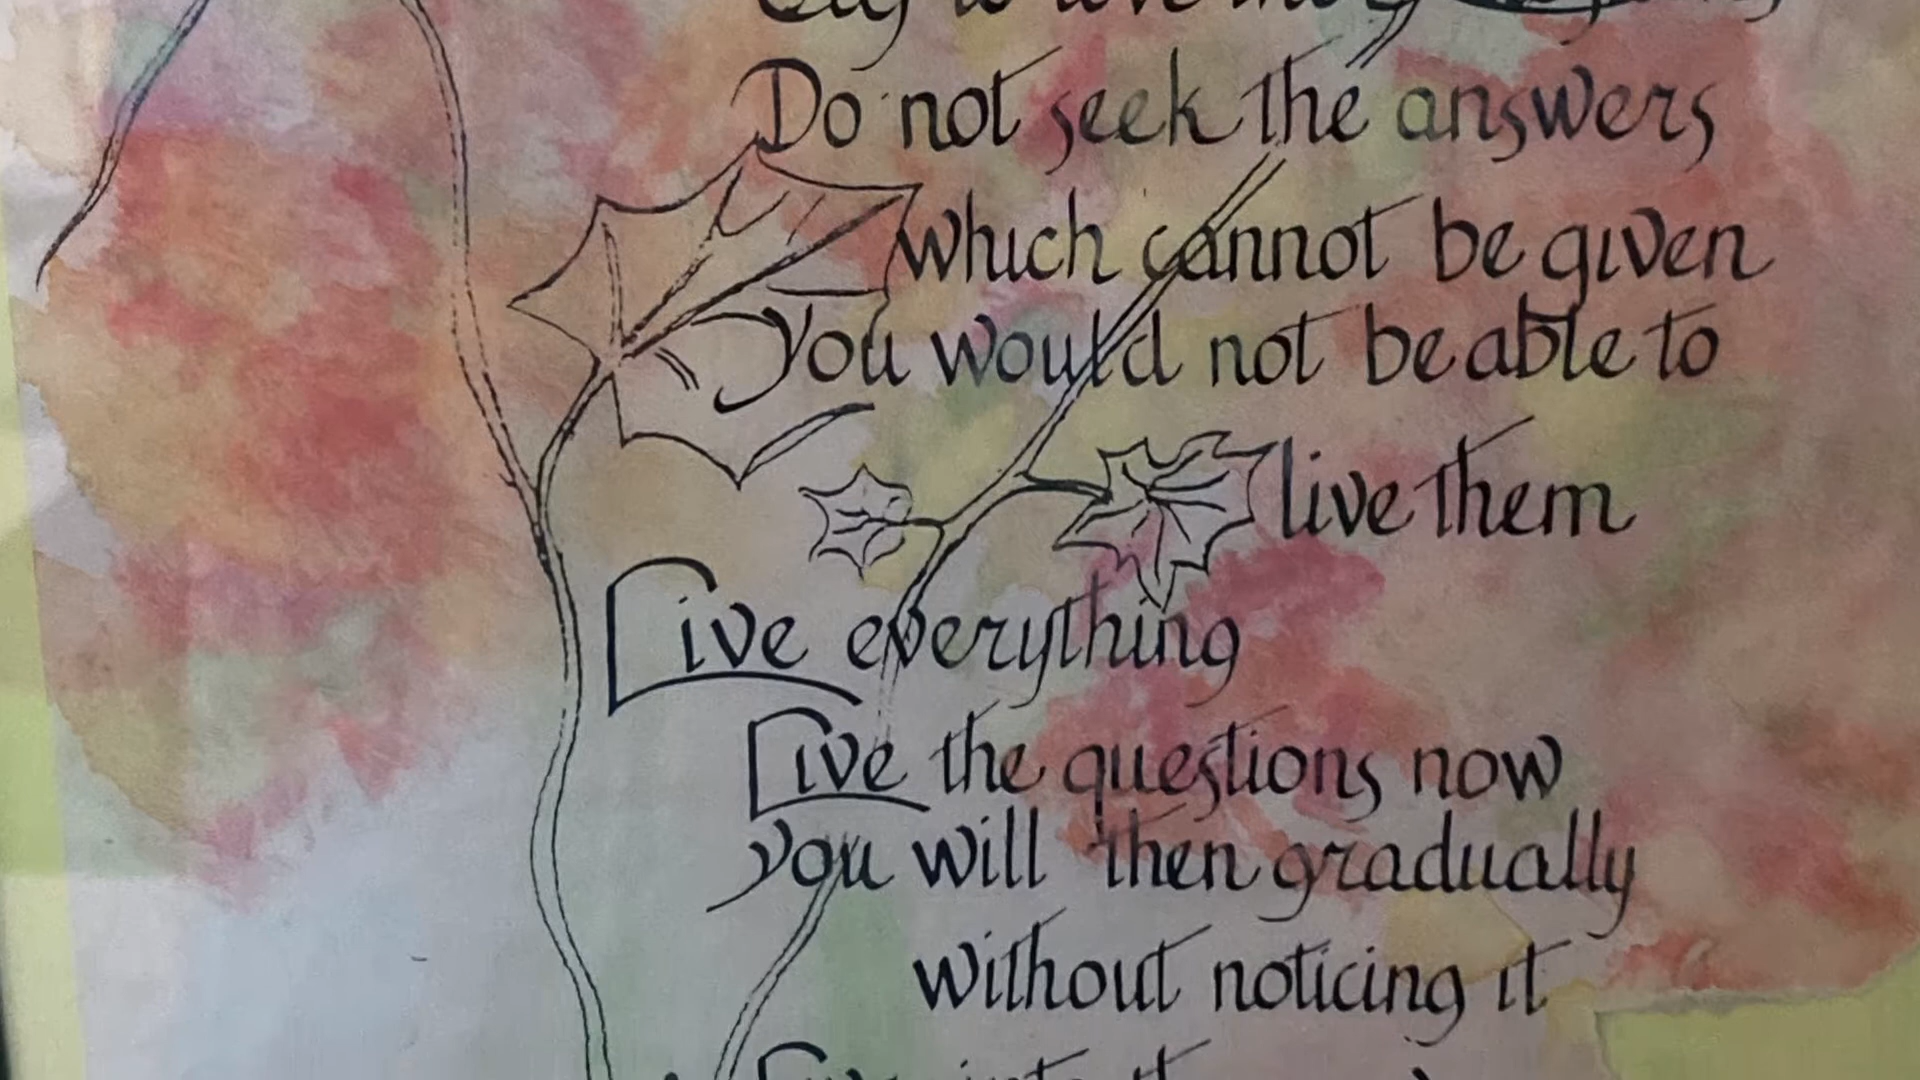 Do not seek the answers
which cannot be given
You would not be able to
live them
Live everything
Live the questions now
you will then gradually
without noticing it